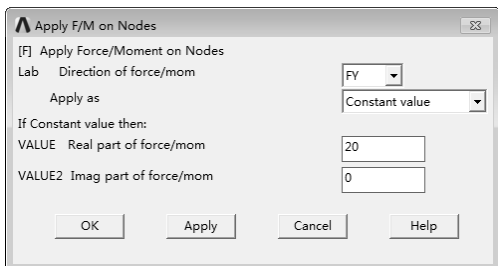 Apply F/M on Nodes
[F] Apply Force/Moment on Nodes
Lab Direction of force/mom FY
Apply as Constant value
If Constant value then:
VALUE Real part of force/mom 20
VALUE2 Imag part of force/mom 0
OK Apply Cancel Help